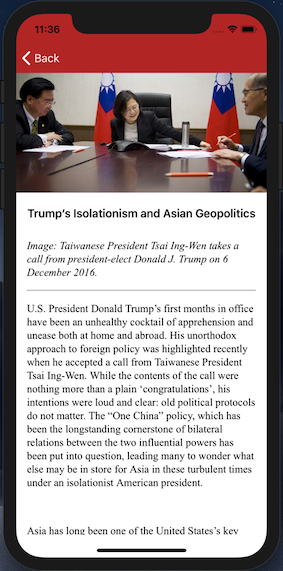 11:36
Back
Trump's Isolationism and Asian Geopolitics
Image: Taiwanese President Tsai Ing-Wen takes a
call from president-elect Donald J. Trump on 6
December 2016.
U.S. President Donald Trump's first months in office
have been an unhealthy cocktail of apprehension and
unease both at home and abroad. His unorthodox
approach to foreign policy was highlighted recently
when he accepted a call from Taiwanese President
Tsai Ing-Wen. While the contents of the call were
nothing more than a plain 'congratulations', his
intentions were loud and clear: old political protocols
do not matter. The "One China" policy, which has
been the longstanding cornerstone of bilateral
relations between the two influential powers has
been put into question, leading many to wonder what
else may be in store for Asia in these turbulent times
under an isolationist American president.
Asia has long been one of the United States's key